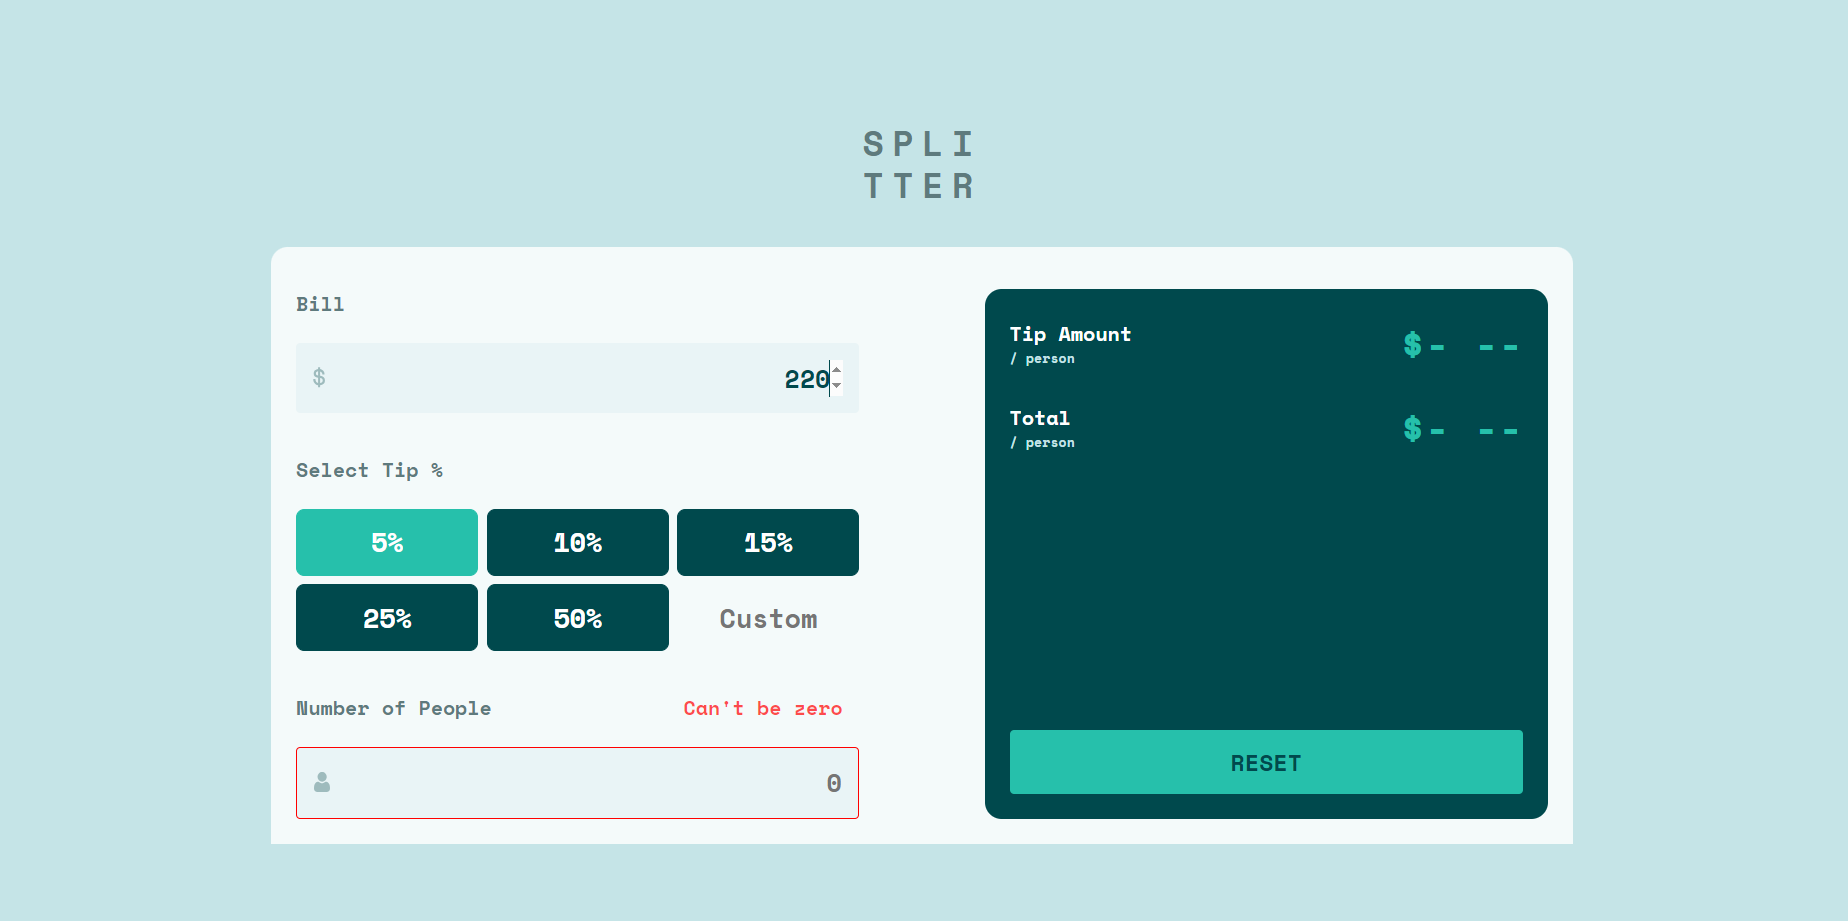 SPLI
TTER
Bill
$ 220
Select Tip %
5% 10% 15%
25% 50% Custom
Number of People Can't be zero
0
Tip Amount
/ person
$- --
Total
/ person
$- --
RESET